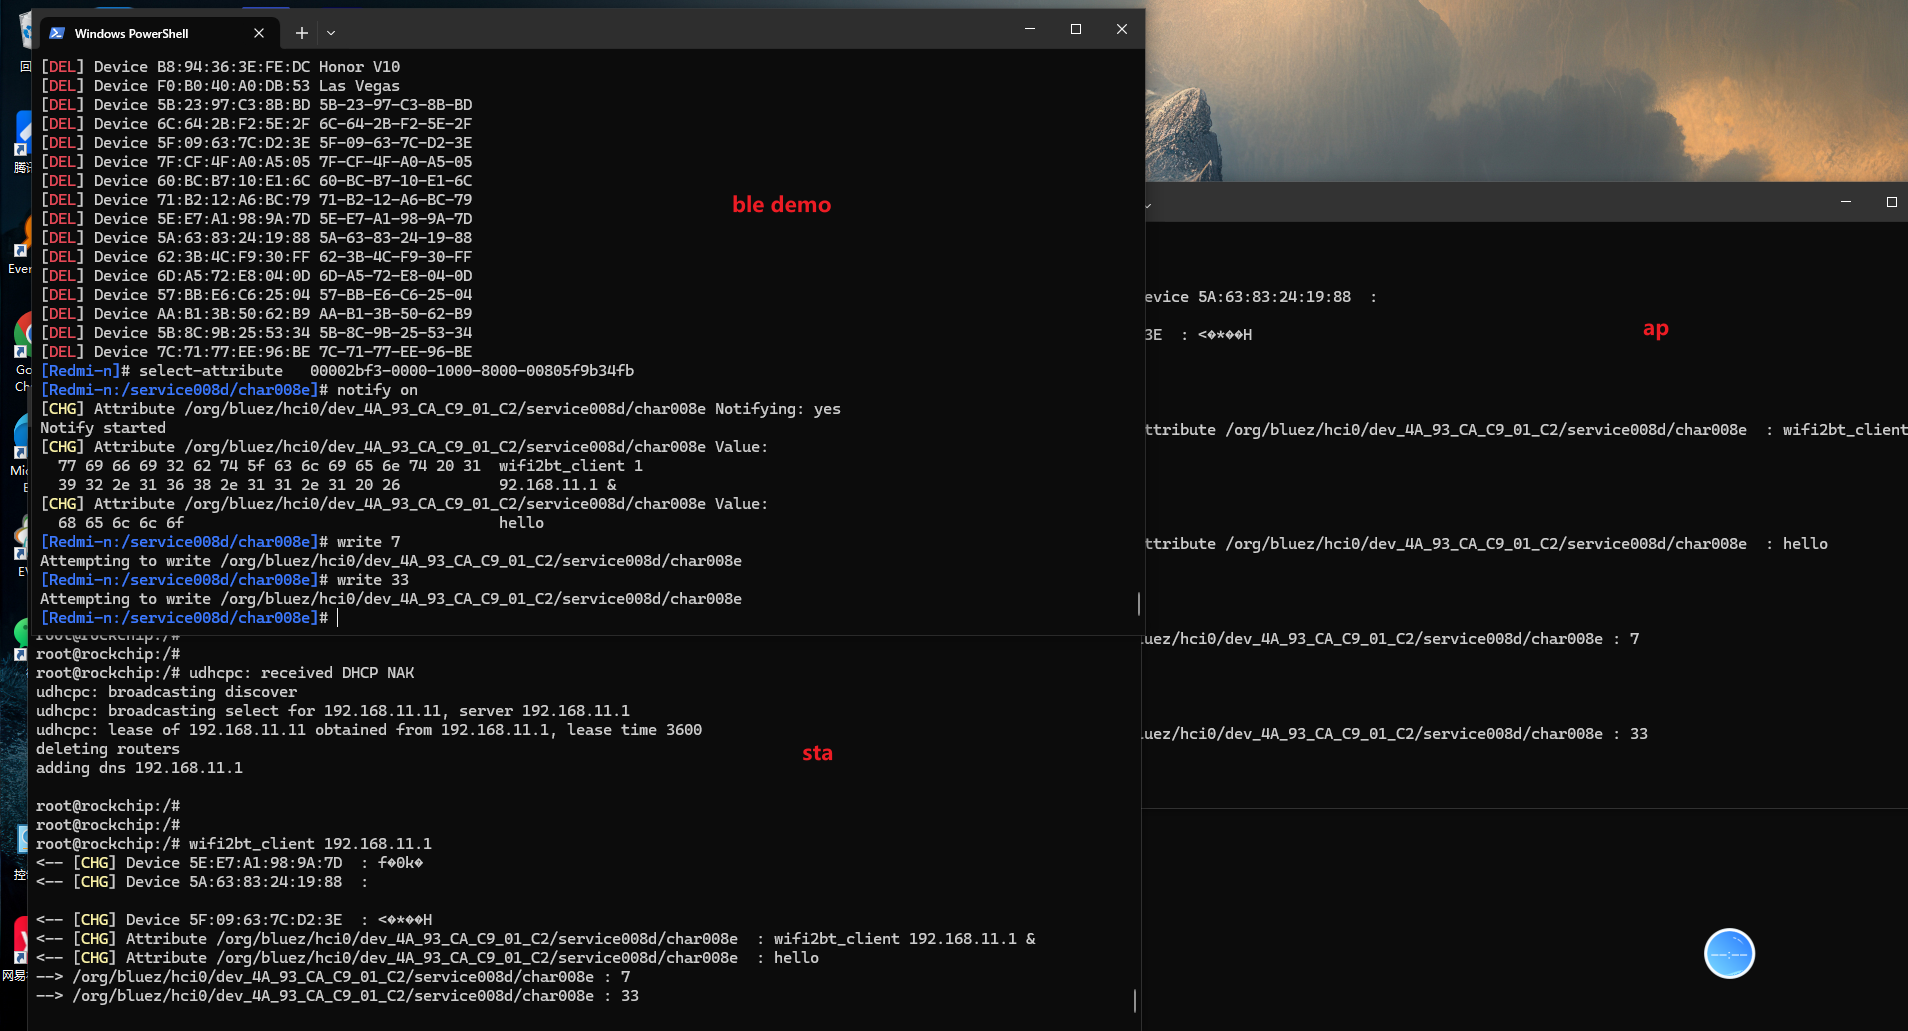 Windows PowerShell
[DEL] Device B8:94:36:3E:FE:DC Honor V10
[DEL] Device F0:B0:40:A0:DB:53 Las Vegas
[DEL] Device 5B:23:97:C3:8B:BD 5B-23-97-C3-8B-BD
[DEL] Device 6C:64:2B:F2:5E:2F 6C-64-2B-F2-5E-2F
[DEL] Device 5F:09:63:7C:D2:3E 5F-09-63-7C-D2-3E
[DEL] Device 7F:CF:4F:A0:A5:05 7F-CF-4F-A0-A5-05
[DEL] Device 60:BC:B7:10:E1:6C 60-BC-B7-10-E1-6C
[DEL] Device 71:B2:12:A6:BC:79 71-B2-12-A6-BC-79
[DEL] Device 5E:E7:A1:98:9A:7D 5E-E7-A1-98-9A-7D
[DEL] Device 5A:63:83:24:19:88 5A-63-83-24-19-88
[DEL] Device 62:3B:4C:F9:30:FF 62-3B-4C-F9-30-FF
[DEL] Device 6D:A5:72:E8:04:0D 6D-A5-72-E8-04-0D
[DEL] Device 57:BB:E6:C6:25:04 57-BB-E6-C6-25-04
[DEL] Device AA:B1:3B:50:62:B9 AA-B1-3B-50-62-B9
[DEL] Device 5B:8C:9B:25:53:34 5B-8C-9B-25-53-34
[DEL] Device 7C:71:77:EE:96:BE 7C-71-77-EE-96-BE
[Redmi-n]# select-attribute   00002bf3-0000-1000-8000-00805f9b34fb
[Redmi-n:/service008d/char008e]# notify on
[CHG] Attribute /org/bluez/hci0/dev_4A_93_CA_C9_01_C2/service008d/char008e Notifying: yes
Notify started
[CHG] Attribute /org/bluez/hci0/dev_4A_93_CA_C9_01_C2/service008d/char008e Value:
77 69 66 69 32 62 74 5f 63 6c 69 65 6e 74 20 31  wifi2bt_client 1
39 32 2e 31 36 38 2e 31 31 2e 31 20 26           92.168.11.1 &
[CHG] Attribute /org/bluez/hci0/dev_4A_93_CA_C9_01_C2/service008d/char008e Value:
68 65 6c 6c 6f                                   hello
[Redmi-n:/service008d/char008e]# write 7
Attempting to write /org/bluez/hci0/dev_4A_93_CA_C9_01_C2/service008d/char008e
[Redmi-n:/service008d/char008e]# write 33
Attempting to write /org/bluez/hci0/dev_4A_93_CA_C9_01_C2/service008d/char008e
[Redmi-n:/service008d/char008e]#
ble demo
root@rockchip:/#
root@rockchip:/#
root@rockchip:/# udhcpc: received DHCP NAK
udhcpc: broadcasting discover
udhcpc: broadcasting select for 192.168.11.11, server 192.168.11.1
udhcpc: lease of 192.168.11.11 obtained from 192.168.11.1, lease time 3600
deleting routers
adding dns 192.168.11.1
root@rockchip:/#
root@rockchip:/#
root@rockchip:/# wifi2bt_client 192.168.11.1
<-- [CHG] Device 5E:E7:A1:98:9A:7D  : f�0k�
<-- [CHG] Device 5A:63:83:24:19:88  :
<-- [CHG] Device 5F:09:63:7C:D2:3E  : <�*��H
<-- [CHG] Attribute /org/bluez/hci0/dev_4A_93_CA_C9_01_C2/service008d/char008e  : wifi2bt_client 192.168.11.1 &
<-- [CHG] Attribute /org/bluez/hci0/dev_4A_93_CA_C9_01_C2/service008d/char008e  : hello
--> /org/bluez/hci0/dev_4A_93_CA_C9_01_C2/service008d/char008e : 7
--> /org/bluez/hci0/dev_4A_93_CA_C9_01_C2/service008d/char008e : 33
sta
evice 5A:63:83:24:19:88  :
3E  : <�*��H
ap
ttribute /org/bluez/hci0/dev_4A_93_CA_C9_01_C2/service008d/char008e  : wifi2bt_client
ttribute /org/bluez/hci0/dev_4A_93_CA_C9_01_C2/service008d/char008e  : hello
uez/hci0/dev_4A_93_CA_C9_01_C2/service008d/char008e : 7
uez/hci0/dev_4A_93_CA_C9_01_C2/service008d/char008e : 33